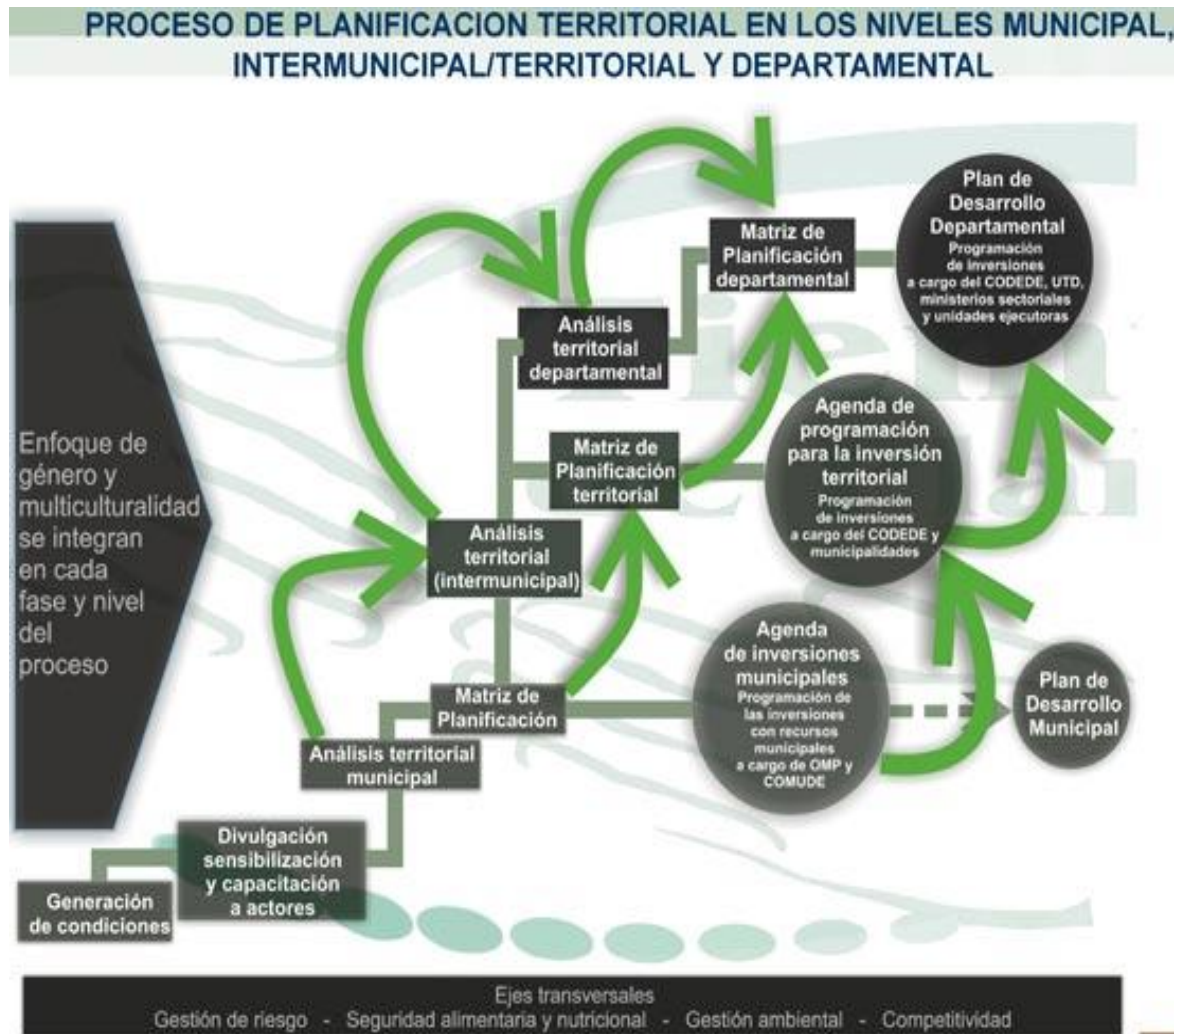 PROCESO DE PLANIFICACION TERRITORIAL EN LOS NIVELES MUNICIPAL,
INTERMUNICIPAL/TERRITORIAL Y DEPARTAMENTAL
Plan de
Desarrollo
Departamental
Programación
de inversiones
a cargo del CODEDE, UTD,
ministerios sectoriales
y unidades ejecutoras
Matriz de
Planificación
departamental
Análisis
territorial
departamental
Agenda de
programación
para la inversión
territorial
Programación
de inversiones
a cargo del CODEDE y
municipalidades
Matriz de
Planificación
territorial
Enfoque de
género y
multiculturalidad
se integran
en cada
fase y nivel
del
proceso
Análisis
territorial
(intermunicipal)
Agenda
de inversiones
municipales
Programación de
las inversiones
con recursos
municipales
a cargo de OMP y
COMUDE
Plan de
Desarrollo
Municipal
Matriz de
Planificación
Análisis territorial
municipal
Divulgación
sensibilización
y capacitación
a actores
Generación
de condiciones
Ejes transversales
Gestión de riesgo - Seguridad alimentaria y nutricional - Gestión ambiental - Competitividad